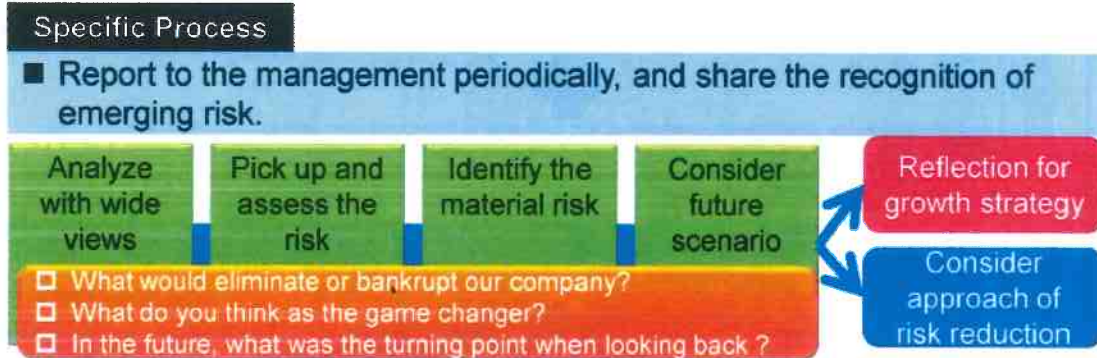 Specific Process
■ Report to the management periodically, and share the recognition of
emerging risk.
Analyze
with wide
views
Pick up and
assess the
risk
Identify the
material risk
Consider
future
scenario
Reflection for
growth strategy
Consider
approach of
risk reduction
□ What would eliminate or bankrupt our company?
□ What do you think as the game changer?
□ In the future, what was the turning point when looking back ?